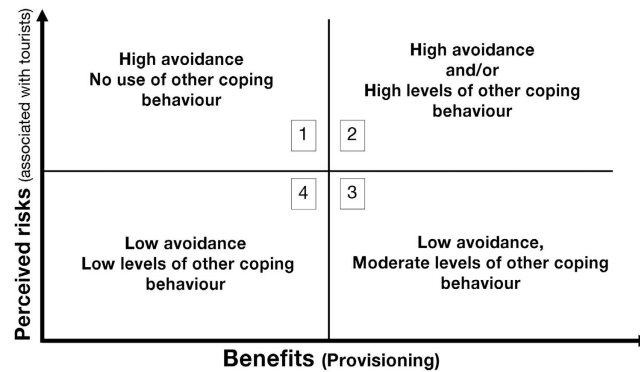 Perceived risks (associated with tourists)
High avoidance
No use of other coping
behaviour
High avoidance
and/or
High levels of other coping
behaviour
1
2
4
3
Low avoidance
Low levels of other coping
behaviour
Low avoidance,
Moderate levels of other coping
behaviour
Benefits (Provisioning)